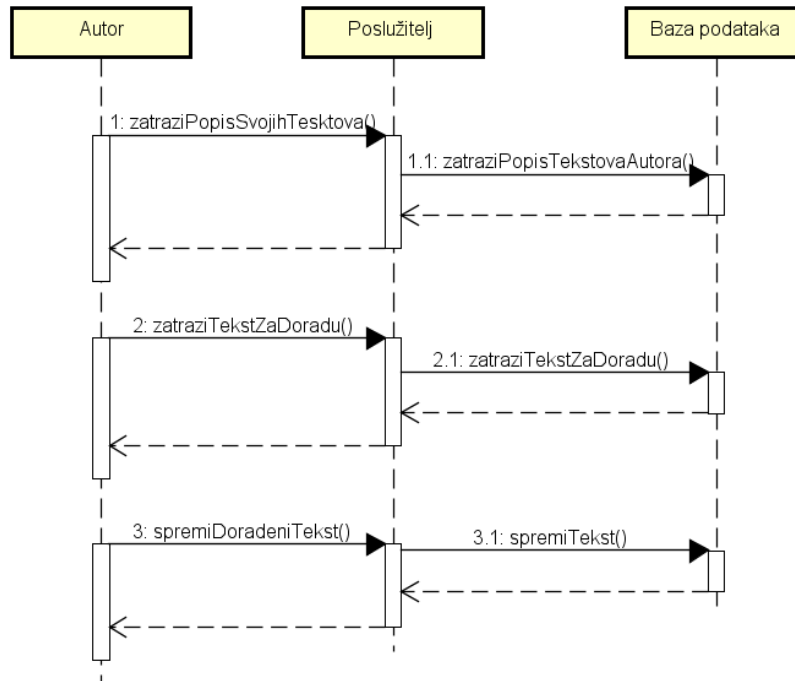 Autor
Poslužitelj
Baza podataka
1: zatraziPopisSvojihTesktova()
1.1: zatraziPopisTekstovaAutora()
2: zatraziTekstZaDoradu()
2.1: zatraziTekstZaDoradu()
3: spremiDoradeniTekst()
3.1: spremiTekst()